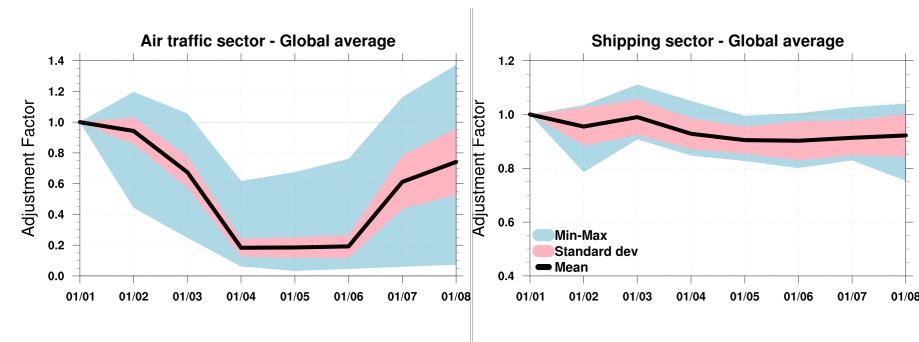 Air traffic sector - Global average
Adjustment Factor
1.4
1.2
1.0
0.8
0.6
0.4
0.2
0.0
01/01 01/02 01/03 01/04 01/05 01/06 01/07 01/08
Shipping sector - Global average
Adjustment Factor
1.2
1.0
0.8
0.6
0.4
Min-Max
Standard dev
Mean
01/01 01/02 01/03 01/04 01/05 01/06 01/07 01/08